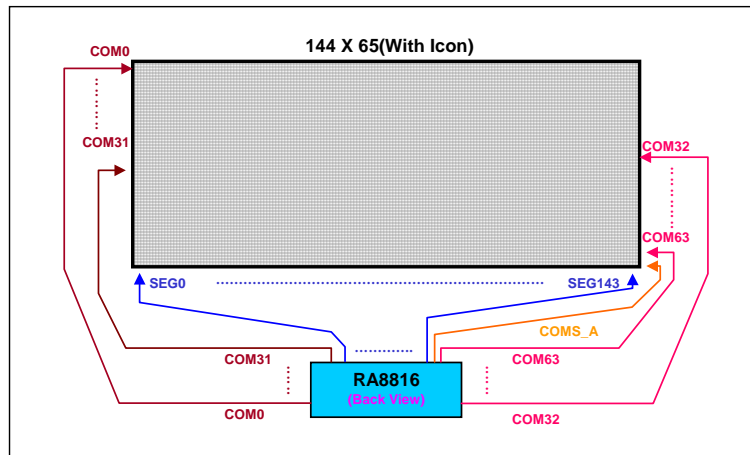 144 X 65(With Icon)
COM0
COM31
COM32
COM63
SEG0
SEG143
COMS_A
COM31
COM63
RA8816
(Back View)
COM0
COM32